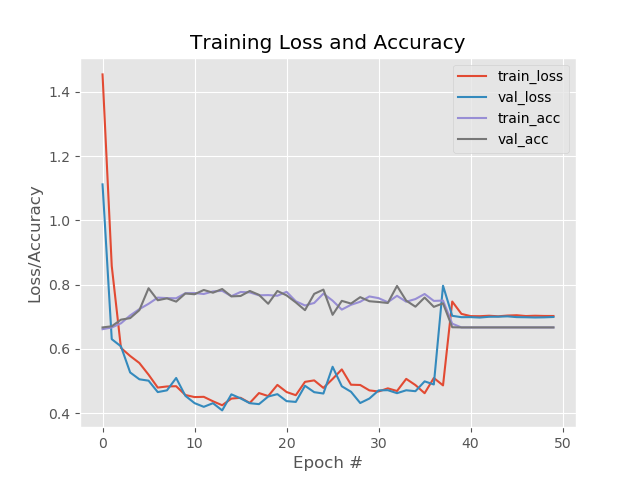 Training Loss and Accuracy
train_loss
val_loss
train_acc
val_acc
Loss/Accuracy
1.4
1.2
1.0
0.8
0.6
0.4
0 10 20 30 40 50
Epoch #